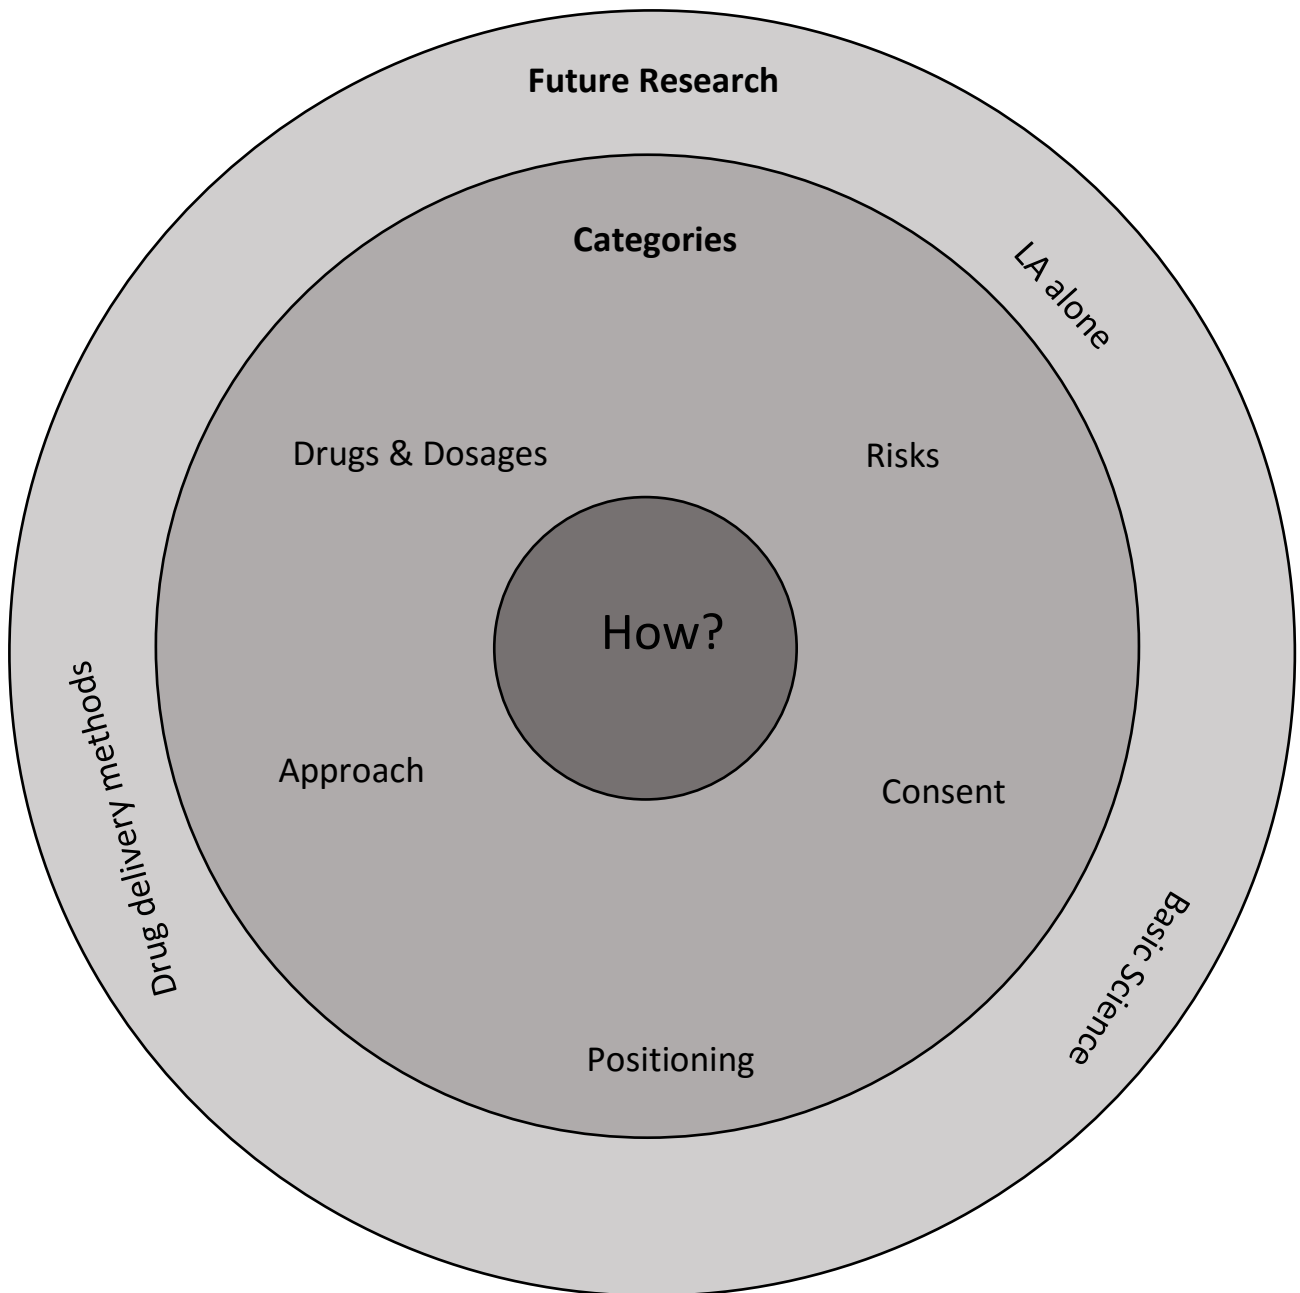 Future Research
Categories
LA alone
Drugs & Dosages
Risks
How?
Drug delivery methods
Approach
Consent
Basic Science
Positioning